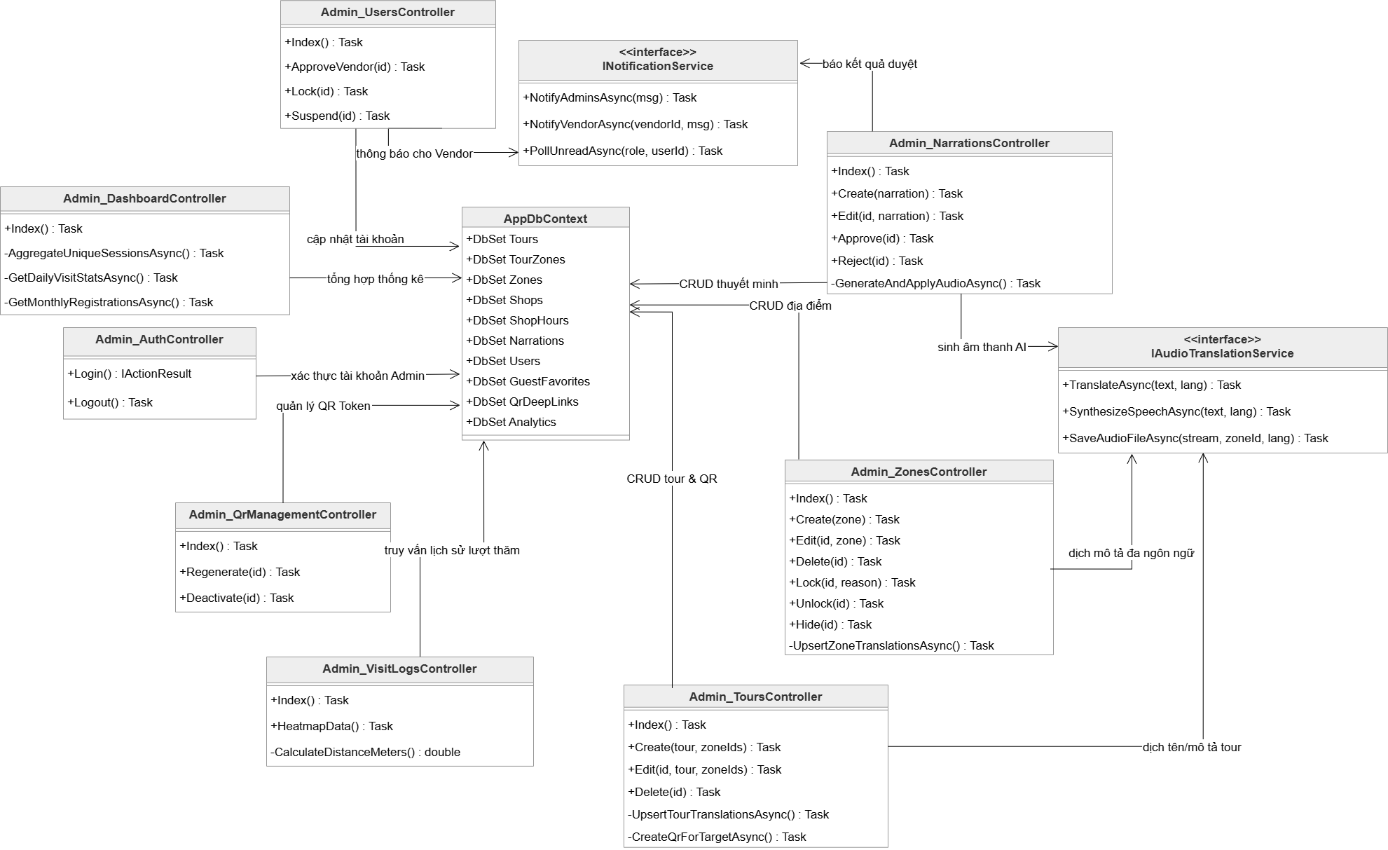 Admin_UsersController
+Index() : Task
+ApproveVendor(id) : Task
+Lock(id) : Task
+Suspend(id) : Task
<<interface>>
INotificationService
+NotifyAdminsAsync(msg) : Task
+NotifyVendorAsync(vendorId, msg) : Task
+PollUnreadAsync(role, userId) : Task
báo kết quả duyệt
thông báo cho Vendor
Admin_NarrationsController
+Index() : Task
+Create(narration) : Task
+Edit(id, narration) : Task
+Approve(id) : Task
+Reject(id) : Task
-GenerateAndApplyAudioAsync() : Task
Admin_DashboardController
+Index() : Task
-AggregateUniqueSessionsAsync() : Task
-GetDailyVisitStatsAsync() : Task
-GetMonthlyRegistrationsAsync() : Task
cập nhật tài khoản
tổng hợp thống kê
AppDbContext
+DbSet Tours
+DbSet TourZones
+DbSet Zones
+DbSet Shops
+DbSet ShopHours
+DbSet Narrations
+DbSet Users
+DbSet GuestFavorites
+DbSet QrDeepLinks
+DbSet Analytics
CRUD thuyết minh
CRUD địa điểm
sinh âm thanh AI
Admin_AuthController
+Login() : IActionResult
+Logout() : Task
xác thực tài khoản Admin
quản lý QR Token
<<interface>>
IAudioTranslationService
+TranslateAsync(text, lang) : Task
+SynthesizeSpeechAsync(text, lang) : Task
+SaveAudioFileAsync(stream, zoneId, lang) : Task
CRUD tour & QR
Admin_ZonesController
+Index() : Task
+Create(zone) : Task
+Edit(id, zone) : Task
+Delete(id) : Task
+Lock(id, reason) : Task
+Unlock(id) : Task
+Hide(id) : Task
-UpsertZoneTranslationsAsync() : Task
dịch mô tả đa ngôn ngữ
Admin_QrManagementController
+Index() : Task
+Regenerate(id) : Task
+Deactivate(id) : Task
truy vấn lịch sử lượt thăm
Admin_VisitLogsController
+Index() : Task
+HeatmapData() : Task
-CalculateDistanceMeters() : double
Admin_ToursController
+Index() : Task
+Create(tour, zoneIds) : Task
+Edit(id, tour, zoneIds) : Task
+Delete(id) : Task
-UpsertTourTranslationsAsync() : Task
-CreateQrForTargetAsync() : Task
dịch tên/mô tả tour